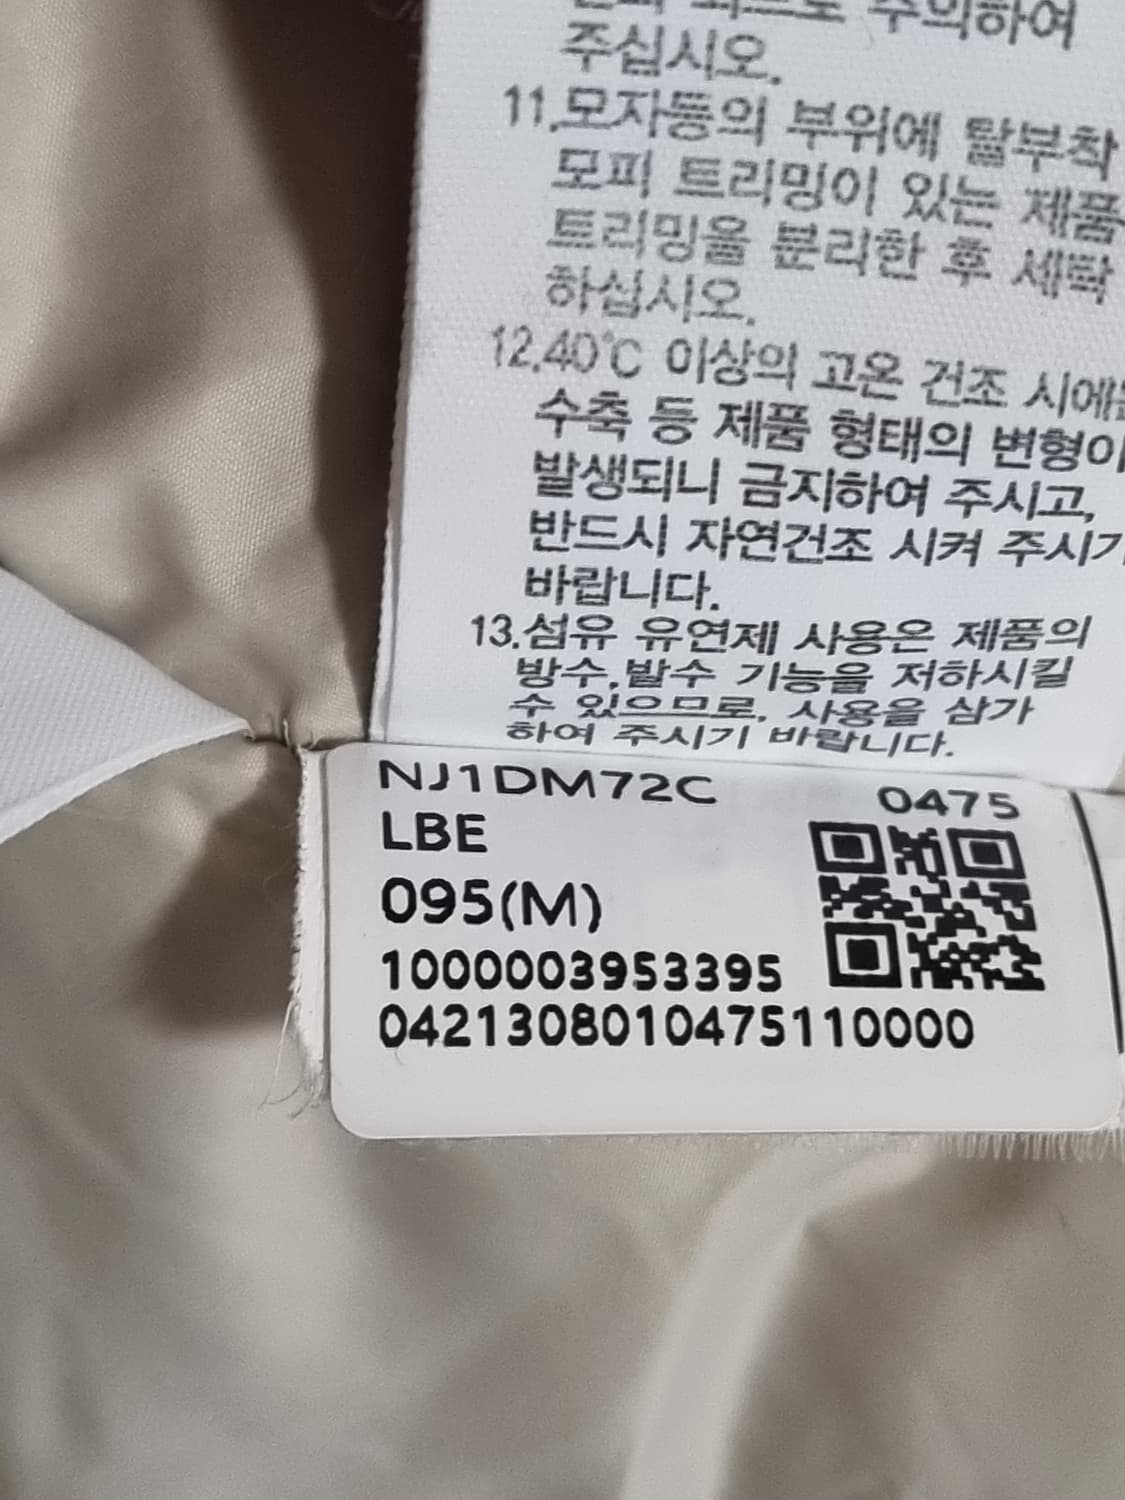 주의하여
주십시오.
11.모자등의 부위에 탈부착
모피 트리밍이 있는 제품
트리밍을 분리한 후 세탁
하십시오.
12.40℃ 이상의 고온 건조 시에는
수축 등 제품 형태의 변형이
발생되니 금지하여 주시고,
반드시 자연건조 시켜 주시기
바랍니다.
13.섬유 유연제 사용은 제품의
방수,발수 기능을 저하시킬
수 있으므로, 사용을 삼가
하여 주시기 바랍니다.
NJ1DM72C
0475
LBE
095(M)
1000003953395
0421308010475110000